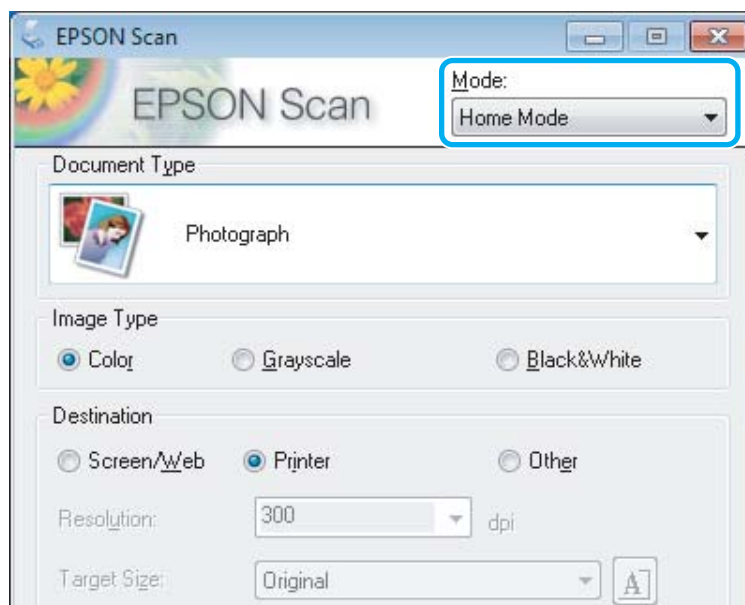 EPSON Scan
EPSON Scan
Mode:
Home Mode
Document Type
Photograph
Image Type
Color Grayscale Black&White
Destination
Screen/Web Printer Other
Resolution: 300 dpi
Target Size: Original A